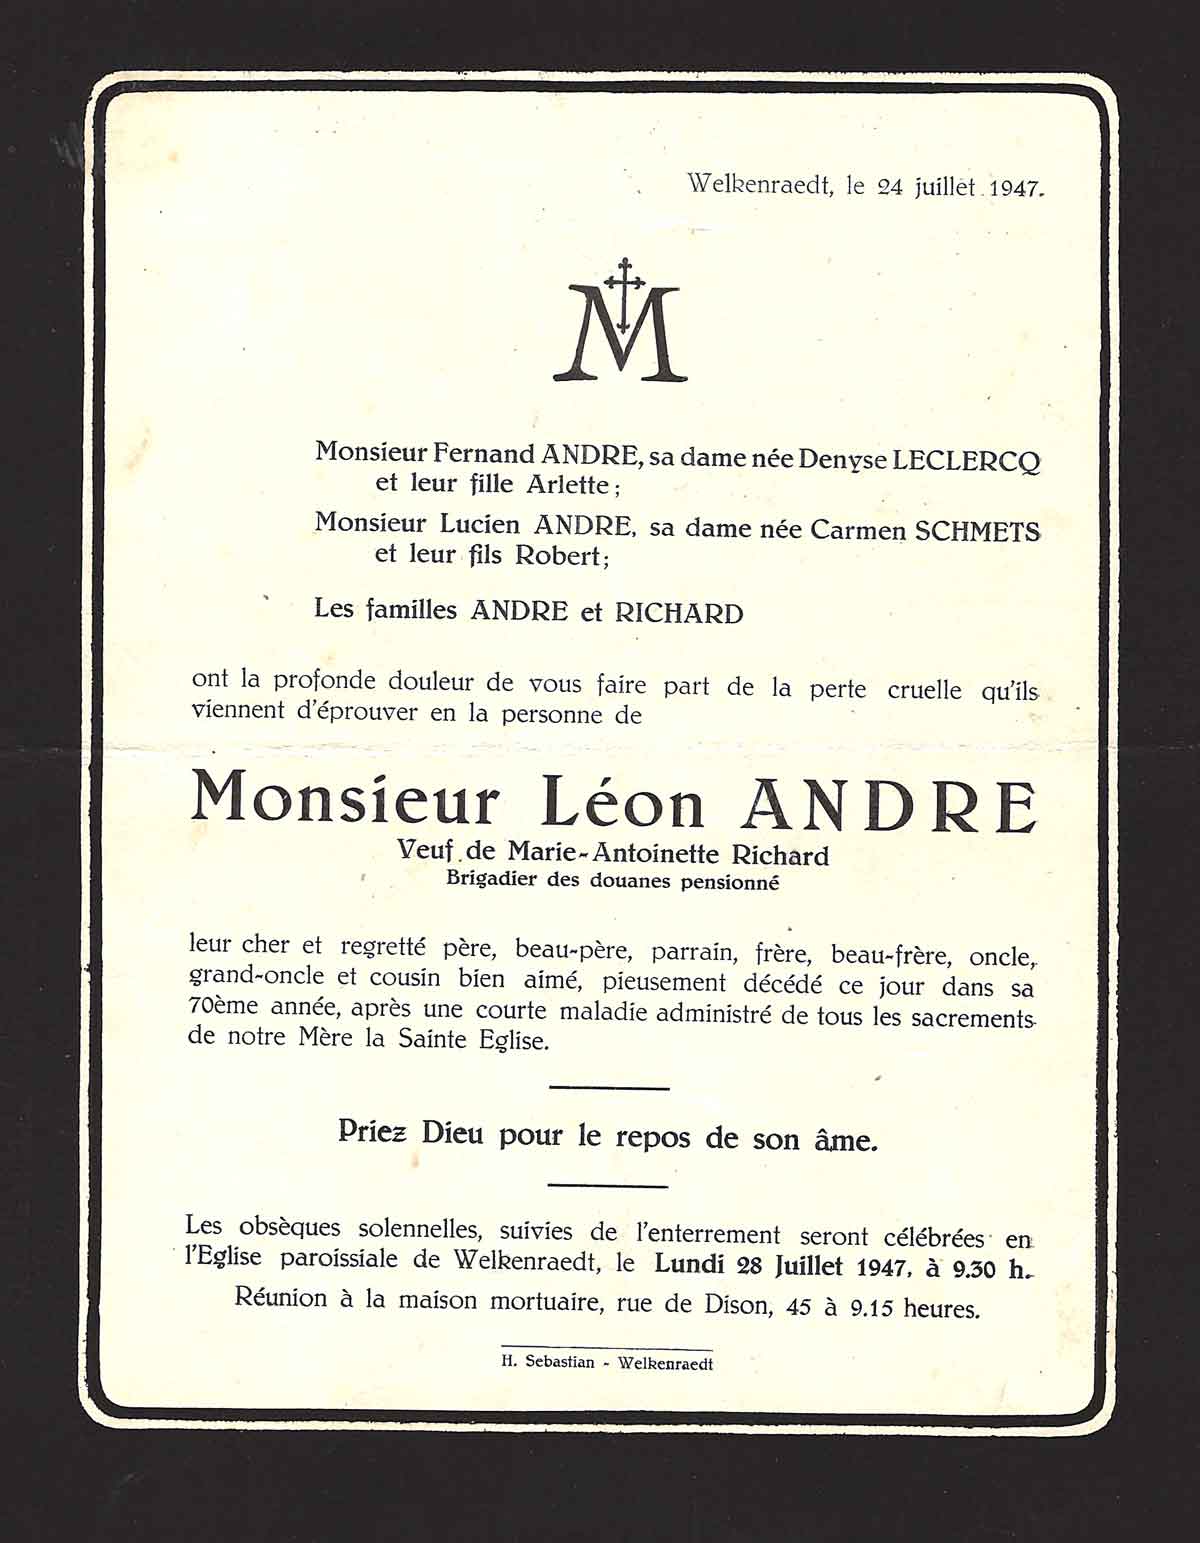 Welkenraedt, le 24 juillet 1947.
M
Monsieur Fernand ANDRE, sa dame née Denyse LECLERCQ
et leur fille Arlette;
Monsieur Lucien ANDRE, sa dame née Carmen SCHMETS
et leur fils Robert;
Les familles ANDRE et RICHARD
ont la profonde douleur de vous faire part de la perte cruelle qu'ils
viennent d'éprouver en la personne de
Monsieur Léon ANDRE
Veuf de Marie-Antoinette Richard
Brigadier des douanes pensionné
leur cher et regretté père, beau-père, parrain, frère, beau-frère, oncle,
grand-oncle et cousin bien aimé, pieusement décédé ce jour dans sa
70ème année, après une courte maladie administré de tous les sacrements
de notre Mère la Sainte Eglise.
Priez Dieu pour le repos de son âme.
Les obsèques solennelles, suivies de l'enterrement seront célébrées en
l'Eglise paroissiale de Welkenraedt, le Lundi 28 Juillet 1947, à 9.30 h.
Réunion à la maison mortuaire, rue de Dison, 45 à 9.15 heures.
H. Sebastian - Welkenraedt